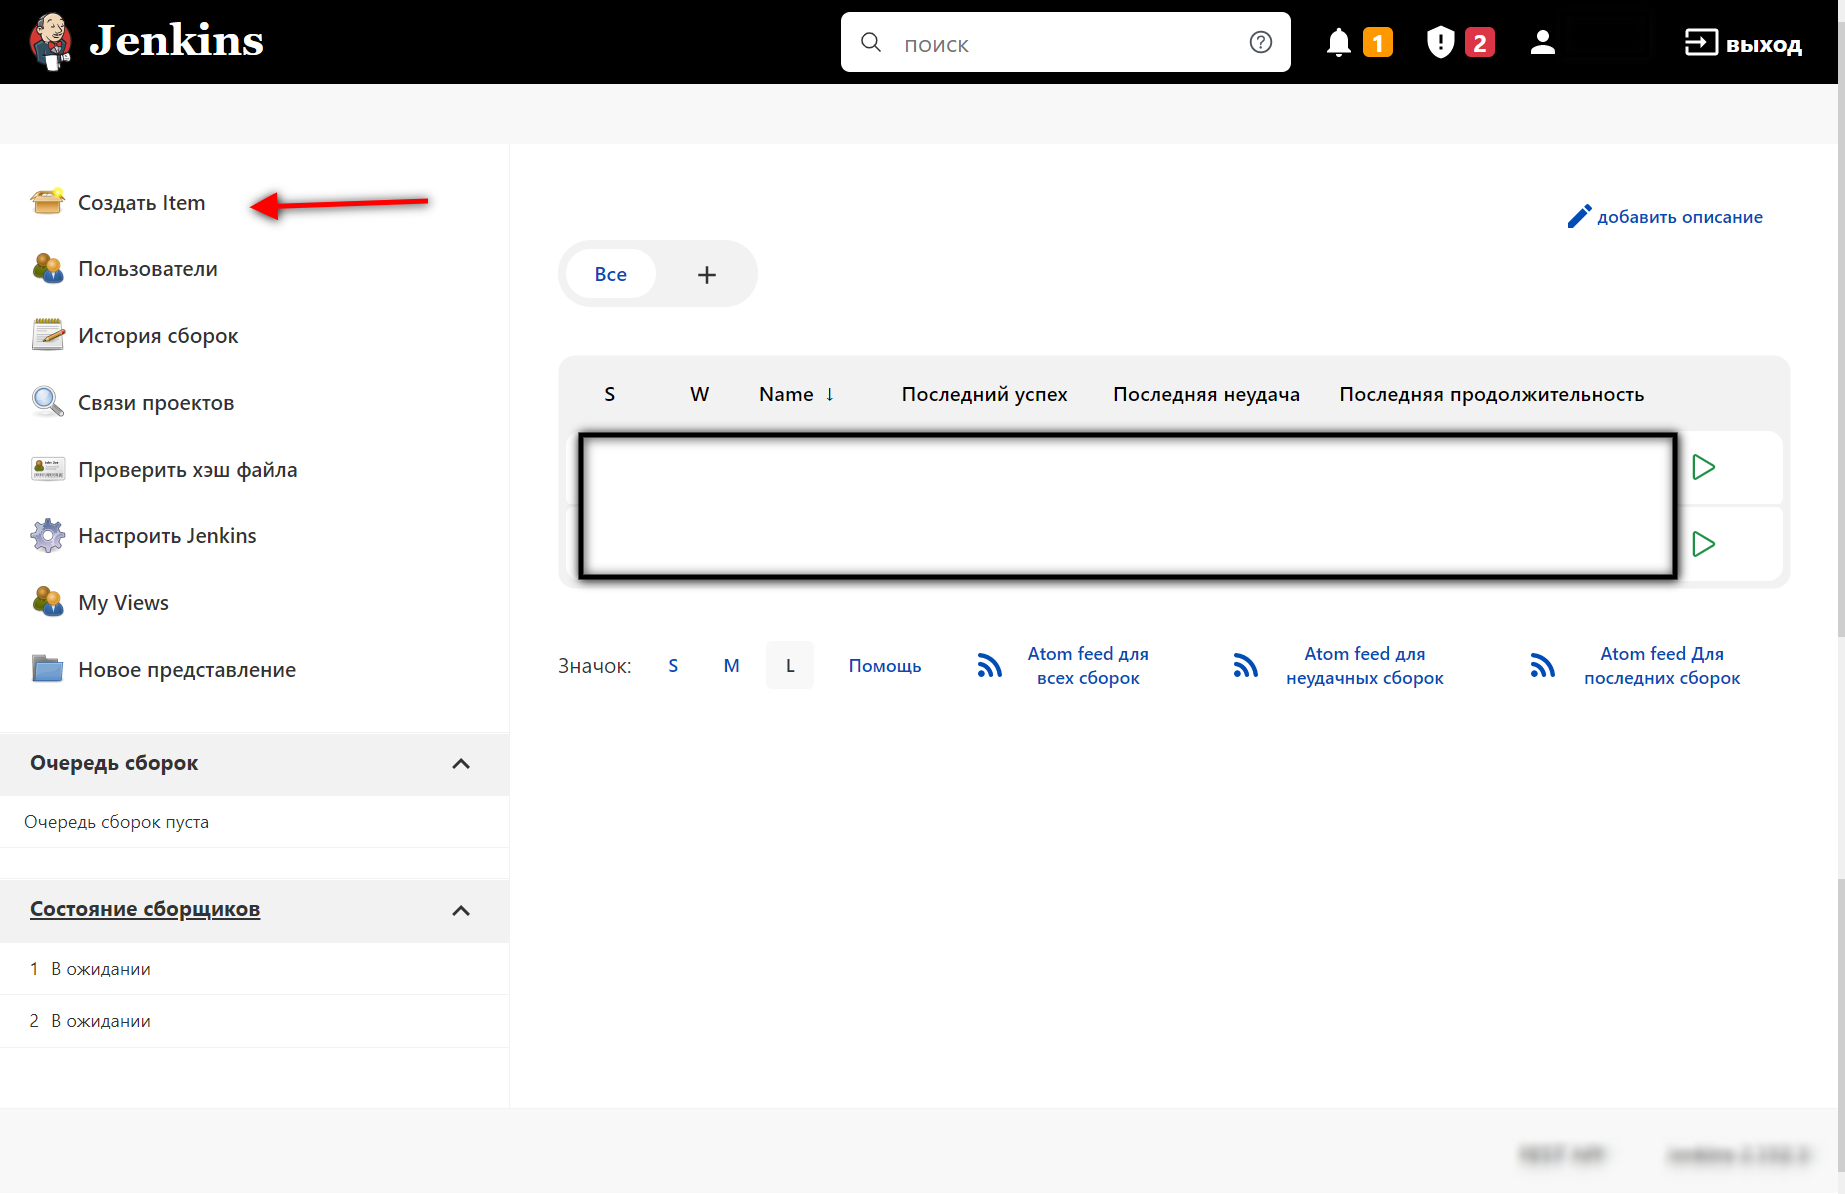 Jenkins
поиск
1
2
выход
Создать Item
Пользователи
История сборок
Связи проектов
Проверить хэш файла
Настроить Jenkins
My Views
Новое представление
Очередь сборок
Очередь сборок пуста
Состояние сборщиков
1 В ожидании
2 В ожидании
добавить описание
Все +
S W Name ↓ Последний успех Последняя неудача Последняя продолжительность
Значок: S M L Помощь
Atom feed для
всех сборок
Atom feed для
неудачных сборок
Atom feed Для
последних сборок